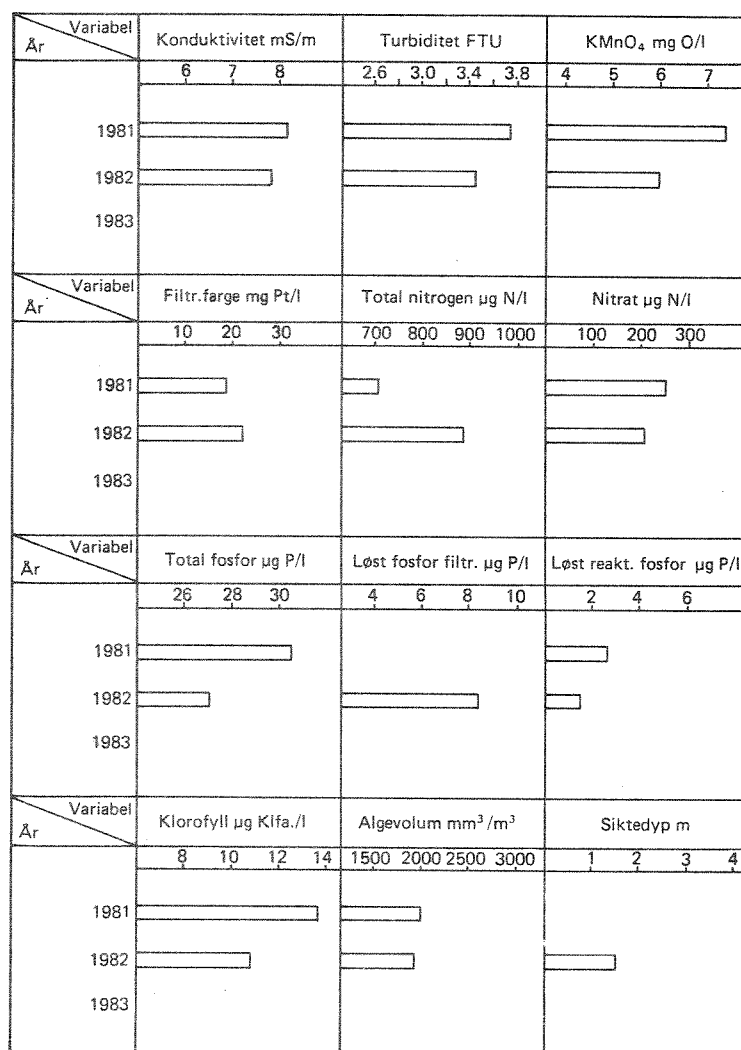 Variabel
År
Konduktivitet mS/m Turbiditet FTU KMnO₄ mg O/l
6 7 8 2.6 3.0 3.4 3.8 4 5 6 7
1981
1982
1983
Variabel
År
Filtr.farge mg Pt/l Total nitrogen µg N/l Nitrat µg N/l
10 20 30 700 800 900 1000 100 200 300
1981
1982
1983
Variabel
År
Total fosfor µg P/l Løst fosfor filtr. µg P/l Løst reakt. fosfor µg P/l
26 28 30 4 6 8 10 2 4 6
1981
1982
1983
Variabel
År
Klorofyll µg Klfa./l Algevolum mm³/m³ Siktedyp m
8 10 12 14 1500 2000 2500 3000 1 2 3 4
1981
1982
1983